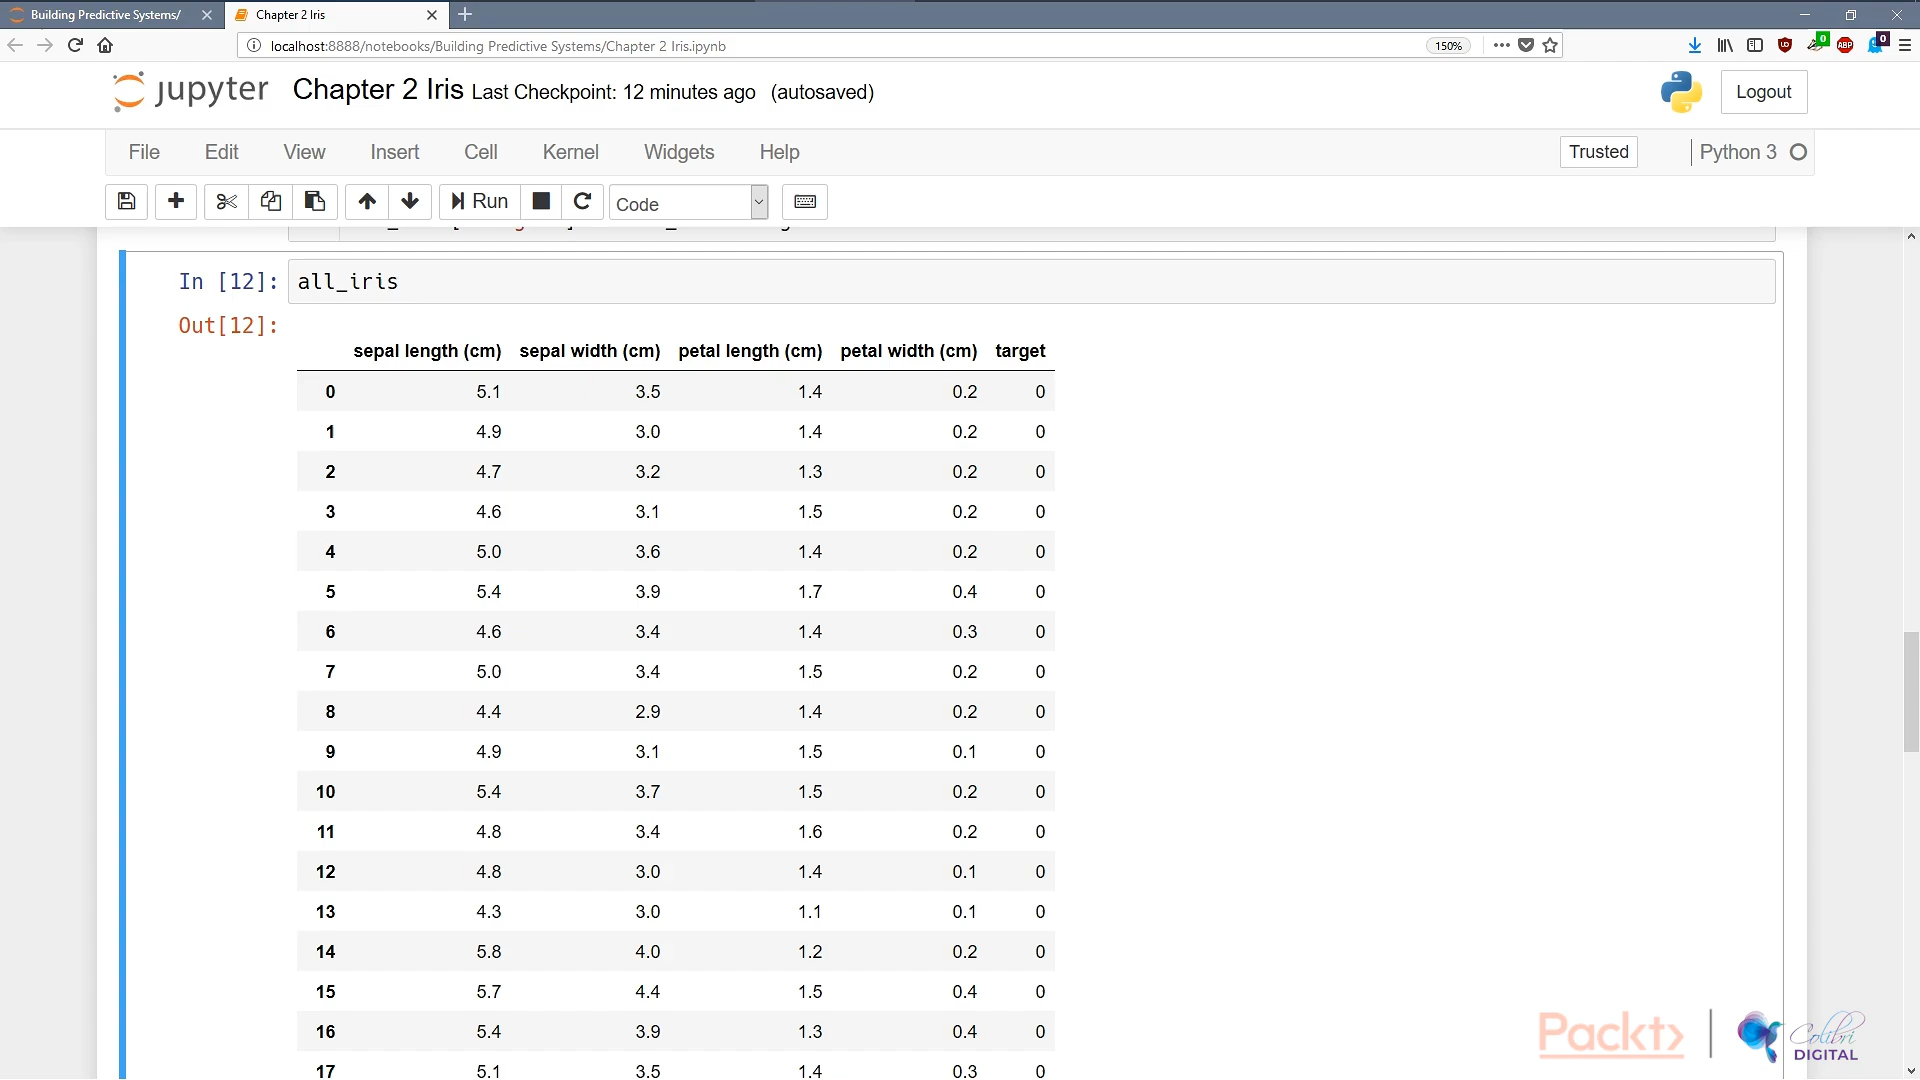 Building Predictive Systems/
Chapter 2 Iris
localhost:8888/notebooks/Building Predictive Systems/Chapter 2 Iris.ipynb
150%
0
ABP
0
jupyter
Chapter 2 Iris Last Checkpoint: 12 minutes ago (autosaved)
Logout
File Edit View Insert Cell Kernel Widgets Help
Trusted
Python 3
Run
Code
In [12]: all_iris
Out[12]:
sepal length (cm) sepal width (cm) petal length (cm) petal width (cm) target
0 5.1 3.5 1.4 0.2 0
1 4.9 3.0 1.4 0.2 0
2 4.7 3.2 1.3 0.2 0
3 4.6 3.1 1.5 0.2 0
4 5.0 3.6 1.4 0.2 0
5 5.4 3.9 1.7 0.4 0
6 4.6 3.4 1.4 0.3 0
7 5.0 3.4 1.5 0.2 0
8 4.4 2.9 1.4 0.2 0
9 4.9 3.1 1.5 0.1 0
10 5.4 3.7 1.5 0.2 0
11 4.8 3.4 1.6 0.2 0
12 4.8 3.0 1.4 0.1 0
13 4.3 3.0 1.1 0.1 0
14 5.8 4.0 1.2 0.2 0
15 5.7 4.4 1.5 0.4 0
16 5.4 3.9 1.3 0.4 0
17 5.1 3.5 1.4 0.3 0
Packt>
Colibri
DIGITAL